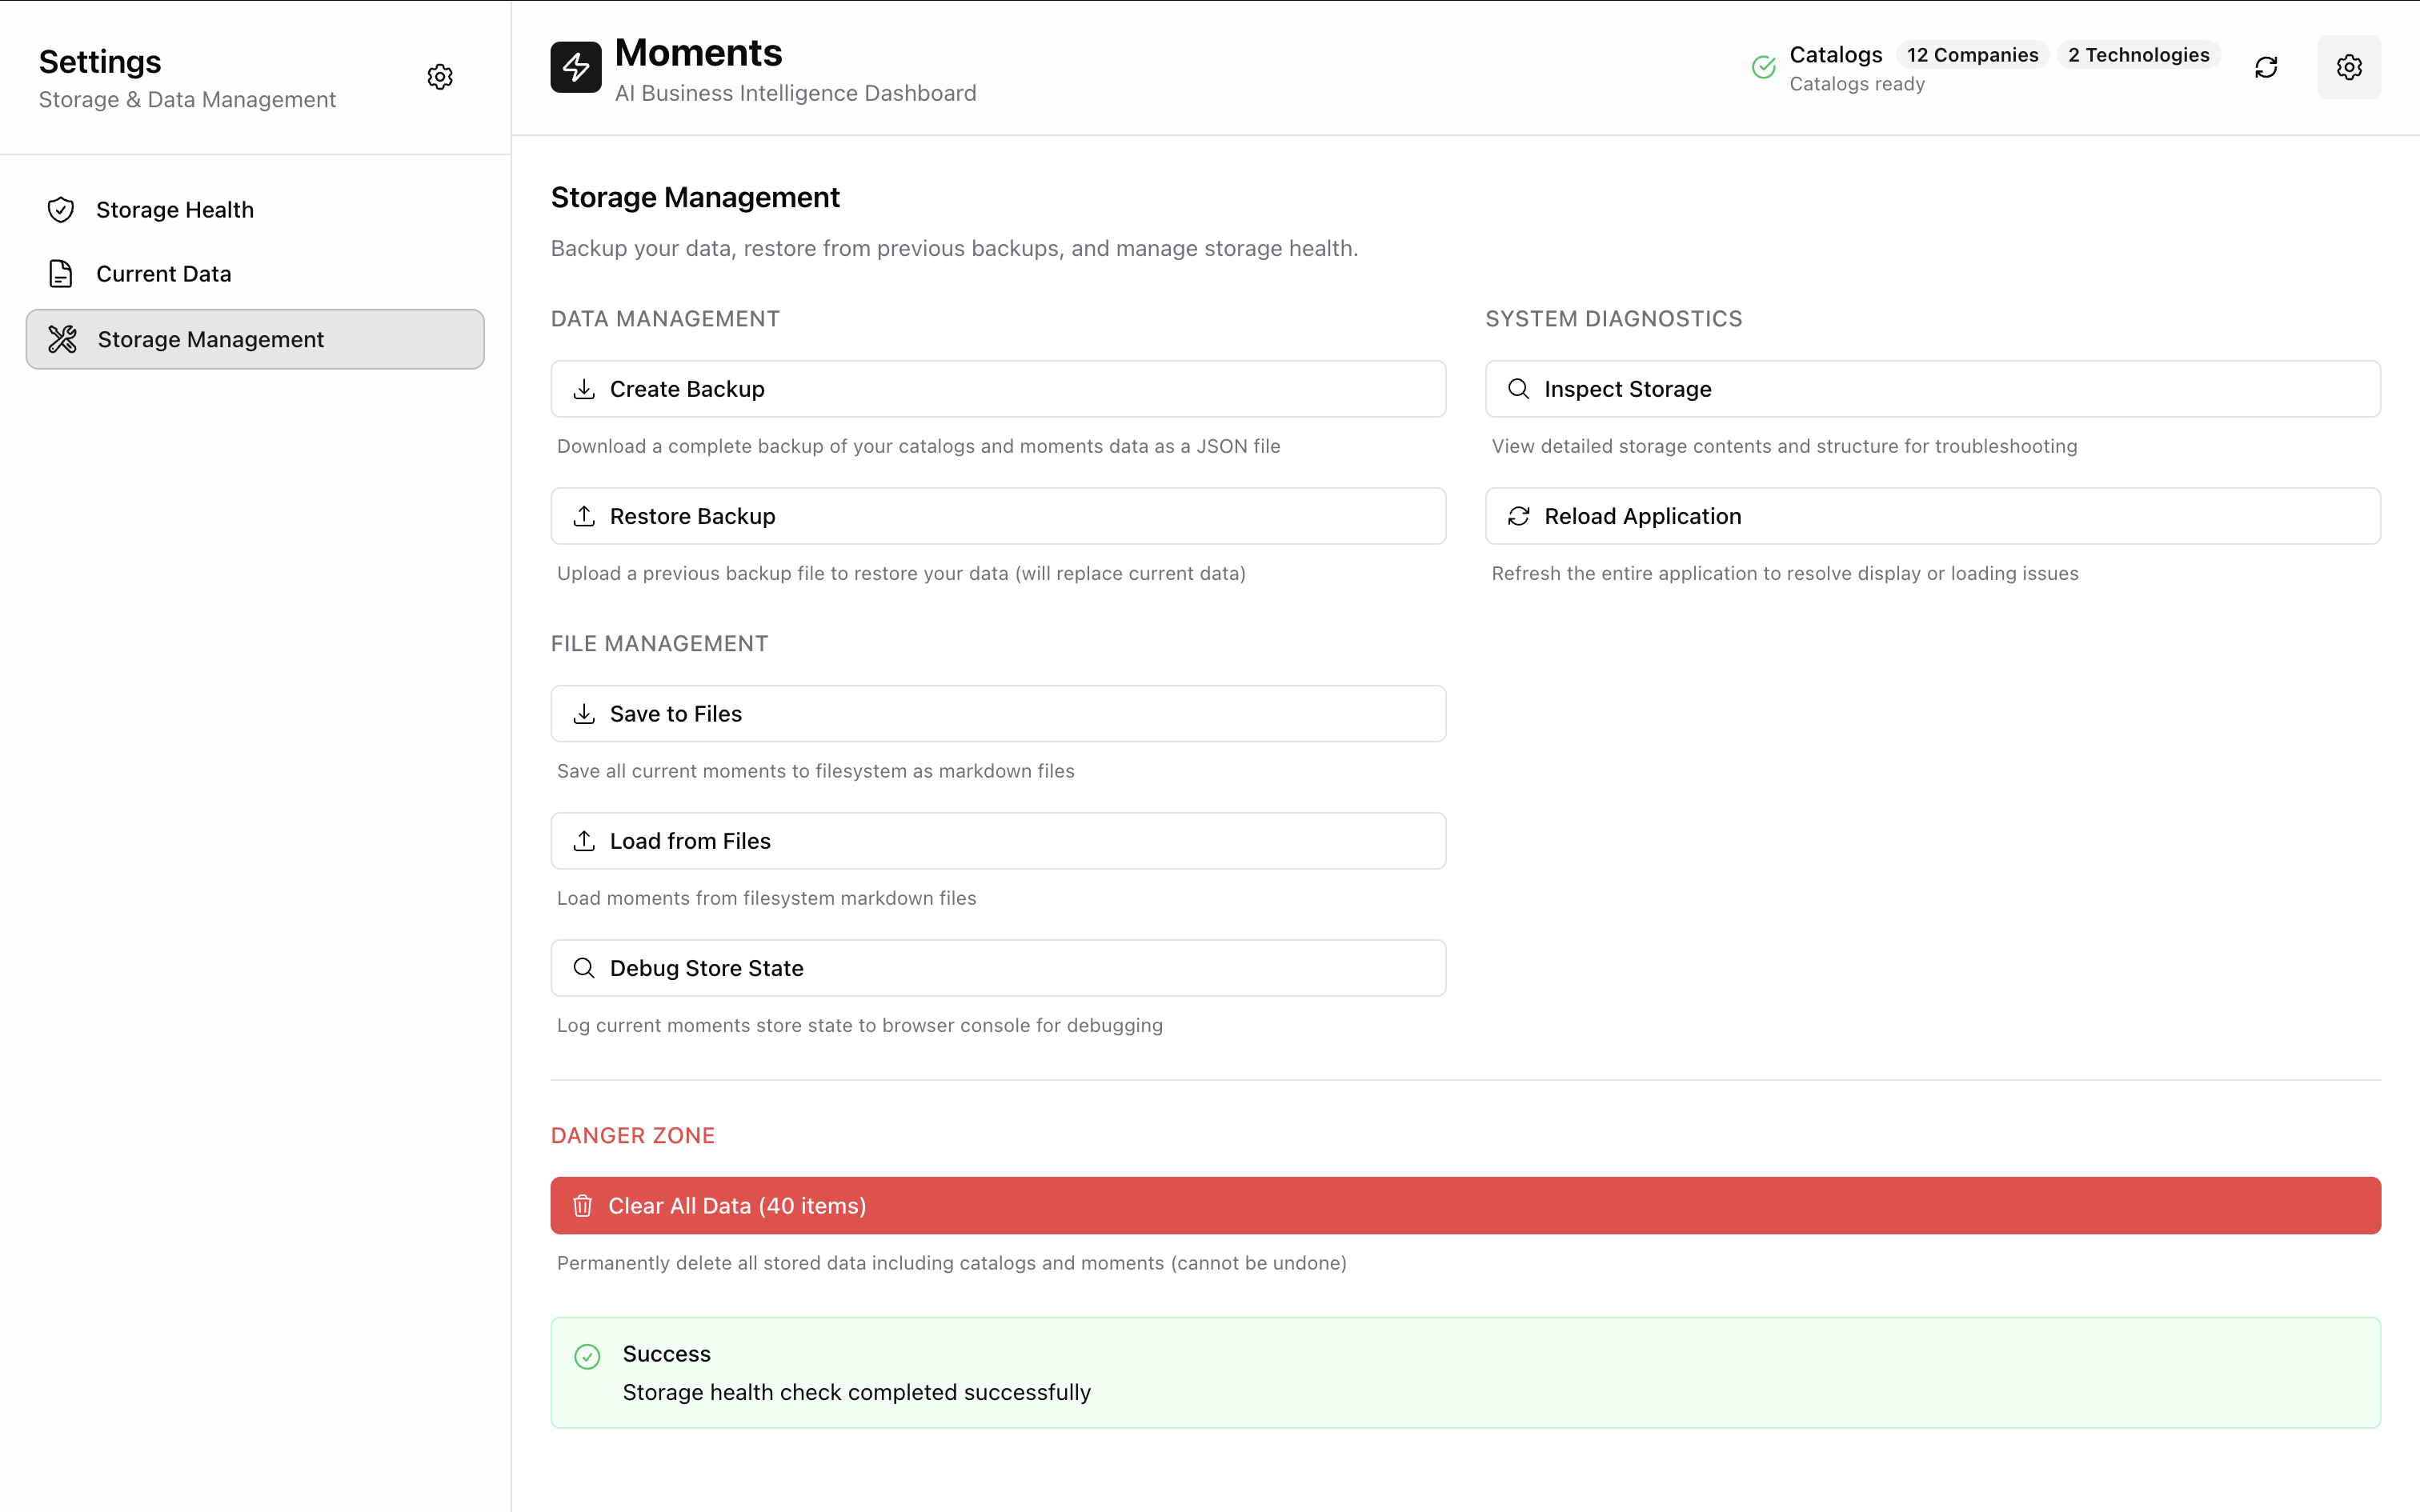 Settings
Storage & Data Management
Storage Health
Current Data
Storage Management
Moments
AI Business Intelligence Dashboard
Catalogs 12 Companies 2 Technologies
Catalogs ready
Storage Management
Backup your data, restore from previous backups, and manage storage health.
DATA MANAGEMENT
Create Backup
Download a complete backup of your catalogs and moments data as a JSON file
Restore Backup
Upload a previous backup file to restore your data (will replace current data)
SYSTEM DIAGNOSTICS
Inspect Storage
View detailed storage contents and structure for troubleshooting
Reload Application
Refresh the entire application to resolve display or loading issues
FILE MANAGEMENT
Save to Files
Save all current moments to filesystem as markdown files
Load from Files
Load moments from filesystem markdown files
Debug Store State
Log current moments store state to browser console for debugging
DANGER ZONE
Clear All Data (40 items)
Permanently delete all stored data including catalogs and moments (cannot be undone)
Success
Storage health check completed successfully